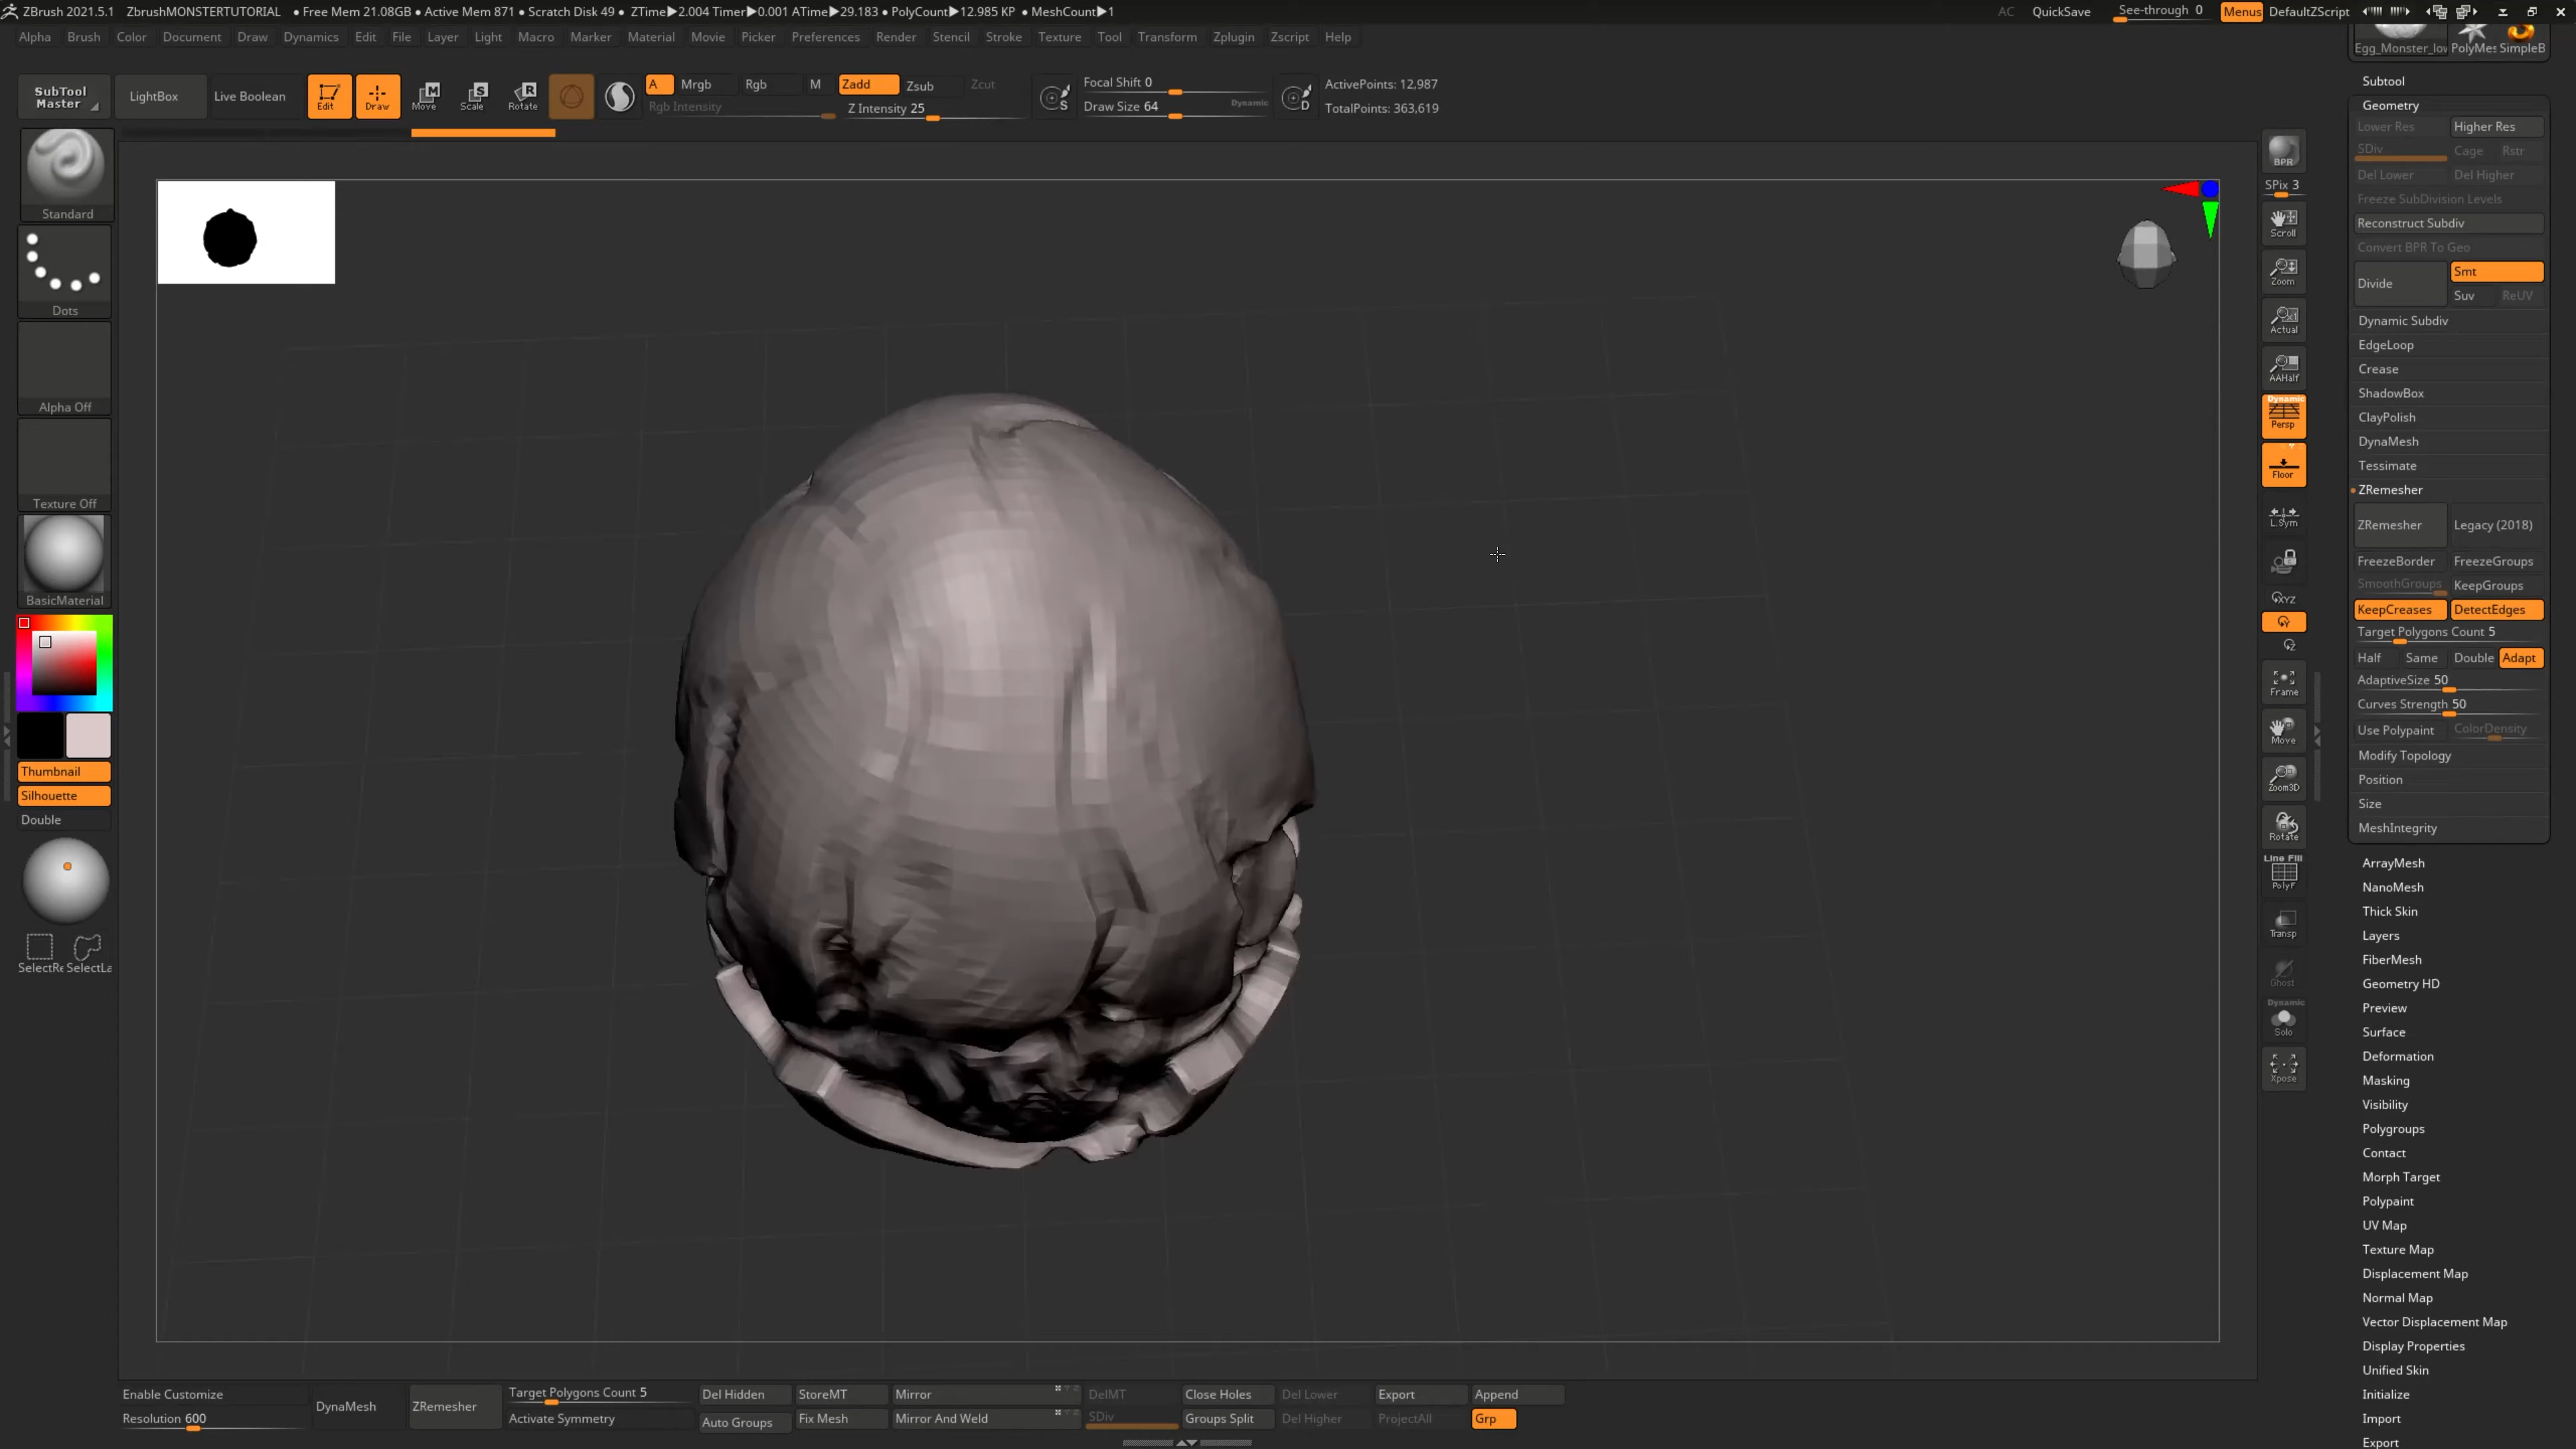 ZBrush 2021.5.1 ZbrushMONSTERTUTORIAL • Free Mem 21.08GB • Active Mem 871 • Scratch Disk 49 • ZTime▶2.004 Timer▶0.001 ATime▶29.183 • PolyCount▶12.985 KP • MeshCount▶1 AC QuickSave See-through 0 Menus DefaultZScript
Alpha Brush Color Document Draw Dynamics Edit File Layer Light Macro Marker Material Movie Picker Preferences Render Stencil Stroke Texture Tool Transform Zplugin Zscript Help
SubTool Master
LightBox
Live Boolean
Edit
Draw
Move
Scale
Rotate
A Mrgb Rgb M Zadd Zsub Zcut
Rgb Intensity
Z Intensity 25
Focal Shift 0
Draw Size 64
Dynamic
ActivePoints: 12,987
TotalPoints: 363,619
Standard
Dots
Alpha Off
Texture Off
BasicMaterial
Thumbnail
Silhouette
Double
SelectRe SelectLa
BPR
SPix 3
Scroll
Zoom
Actual
AAHalf
Dynamic
Persp
Floor
L.Sym
Frame
Move
Zoom3D
Rotate
Line Fill
PolyF
Transp
Ghost
Dynamic
Solo
Xpose
Egg_Monster_lov PolyMes SimpleB
Subtool
Geometry
Lower Res Higher Res
SDiv Cage Rstr
Del Lower Del Higher
Freeze SubDivision Levels
Reconstruct Subdiv
Convert BPR To Geo
Divide
Smt
Suv ReUV
Dynamic Subdiv
EdgeLoop
Crease
ShadowBox
ClayPolish
DynaMesh
Tessimate
ZRemesher
ZRemesher Legacy (2018)
FreezeBorder FreezeGroups
SmoothGroups KeepGroups
KeepCreases DetectEdges
Target Polygons Count 5
Half Same Double Adapt
AdaptiveSize 50
Curves Strength 50
Use Polypaint ColorDensity
Modify Topology
Position
Size
MeshIntegrity
ArrayMesh
NanoMesh
Thick Skin
Layers
FiberMesh
Geometry HD
Preview
Surface
Deformation
Masking
Visibility
Polygroups
Contact
Morph Target
Polypaint
UV Map
Texture Map
Displacement Map
Normal Map
Vector Displacement Map
Display Properties
Unified Skin
Initialize
Import
Export
Enable Customize
Resolution 600
DynaMesh
ZRemesher
Target Polygons Count 5
Activate Symmetry
Del Hidden StoreMT Mirror DelMT Close Holes Del Lower Export Append
Auto Groups Fix Mesh Mirror And Weld SDiv Groups Split Del Higher ProjectAll Grp